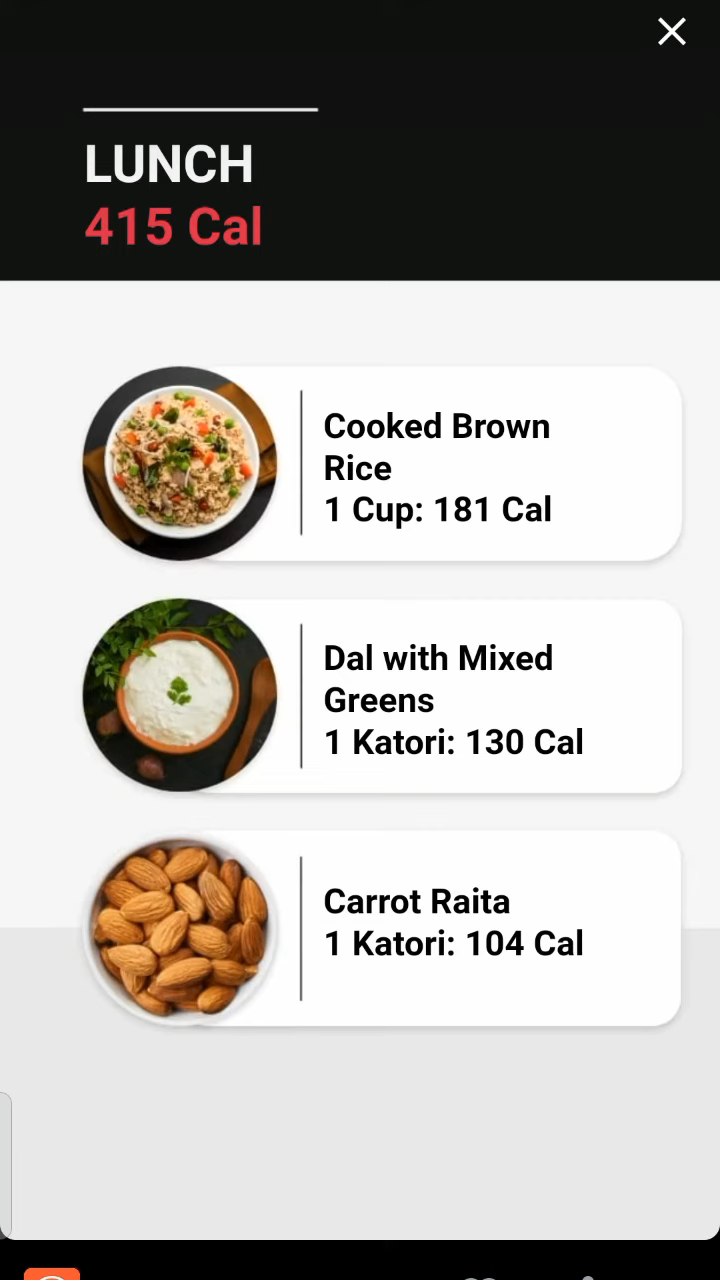 LUNCH
415 Cal
Cooked Brown
Rice
1 Cup: 181 Cal
Dal with Mixed
Greens
1 Katori: 130 Cal
Carrot Raita
1 Katori: 104 Cal